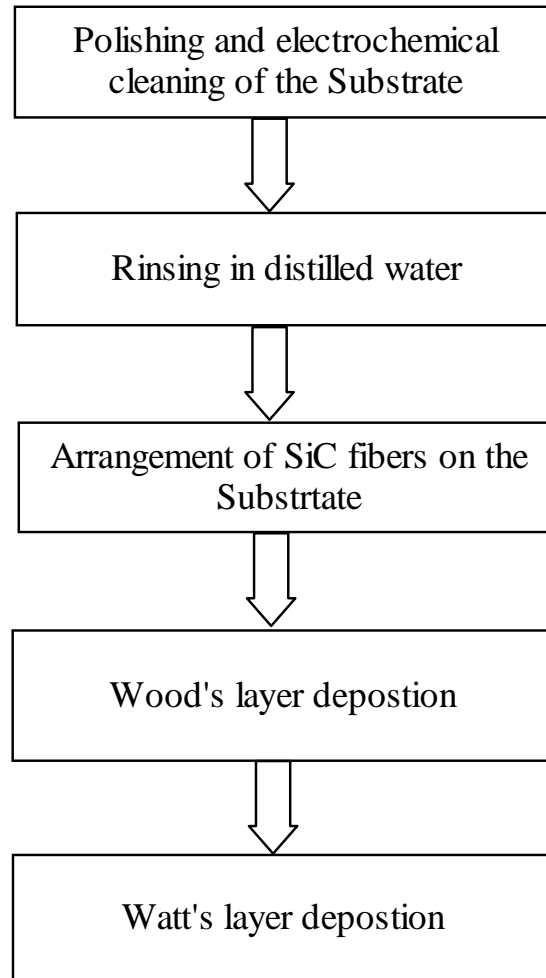 Polishing and electrochemical
cleaning of the Substrate
Rinsing in distilled water
Arrangement of SiC fibers on the
Substrtate
Wood's layer depostion
Watt's layer depostion